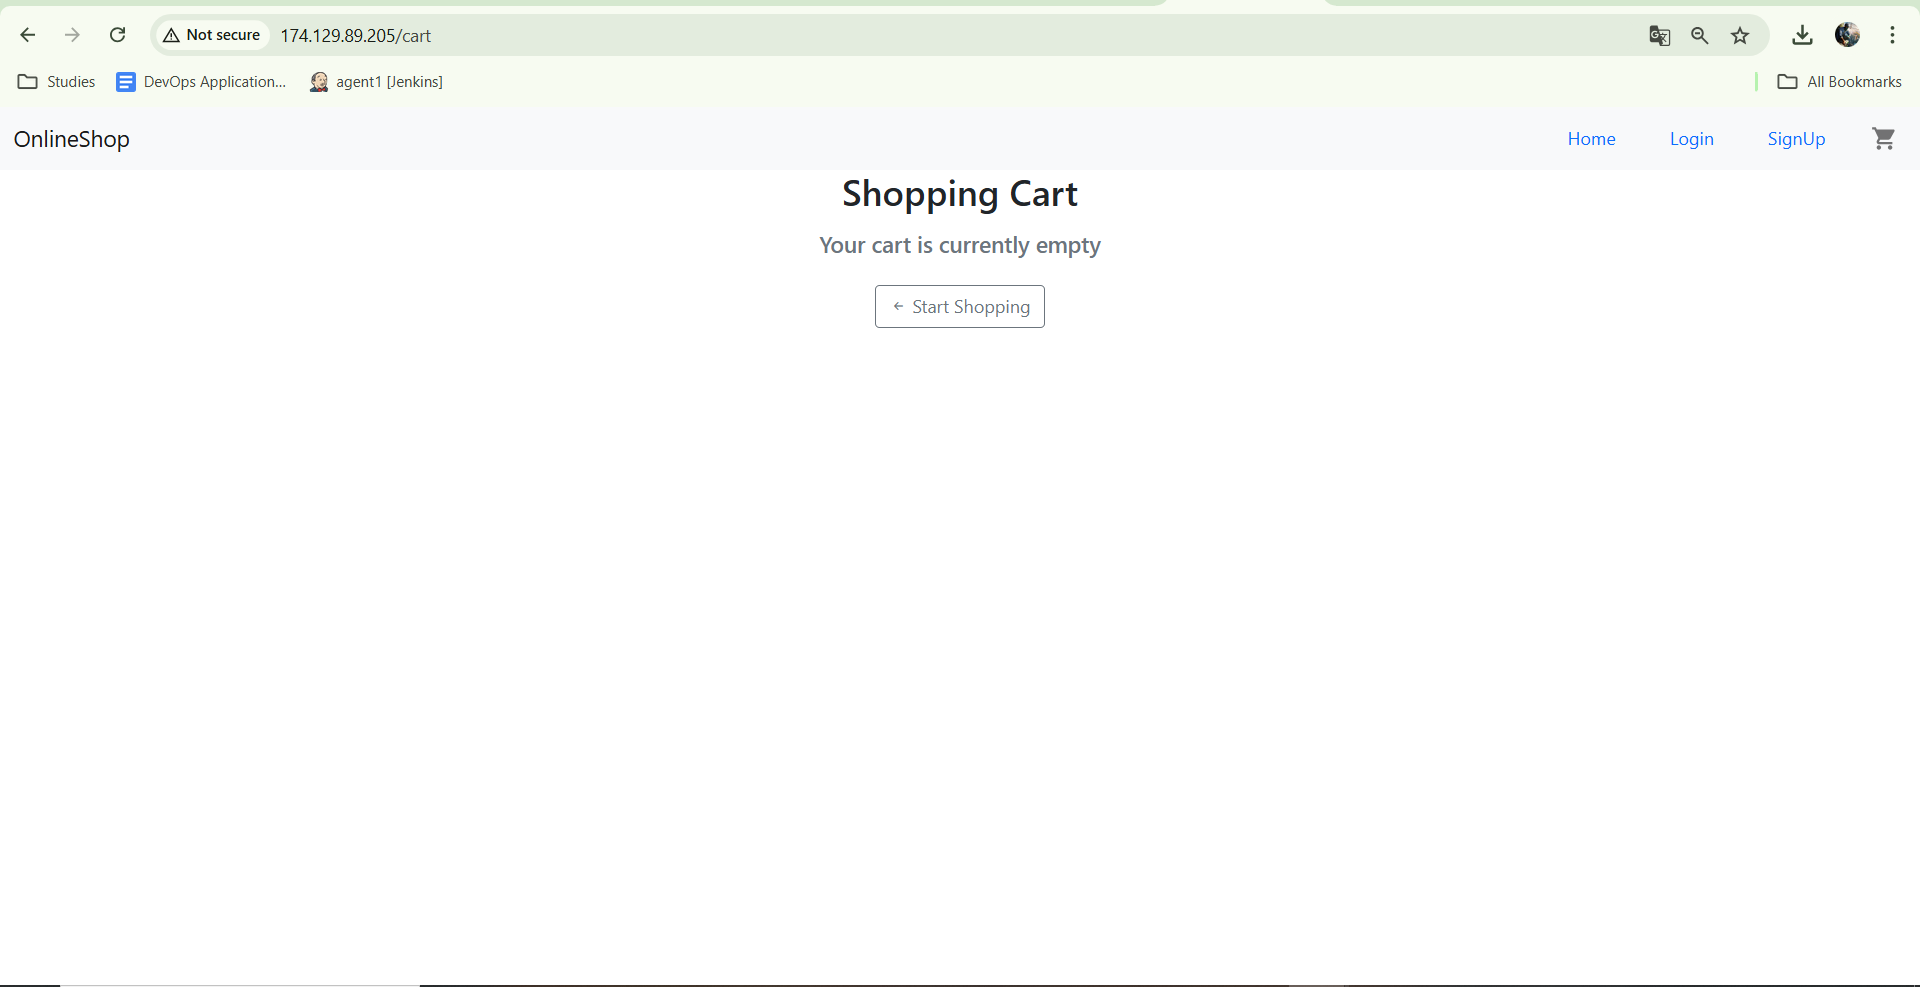 Not secure 174.129.89.205/cart
Studies DevOps Application... agent1 [Jenkins] All Bookmarks
OnlineShop Home Login SignUp
Shopping Cart
Your cart is currently empty
← Start Shopping